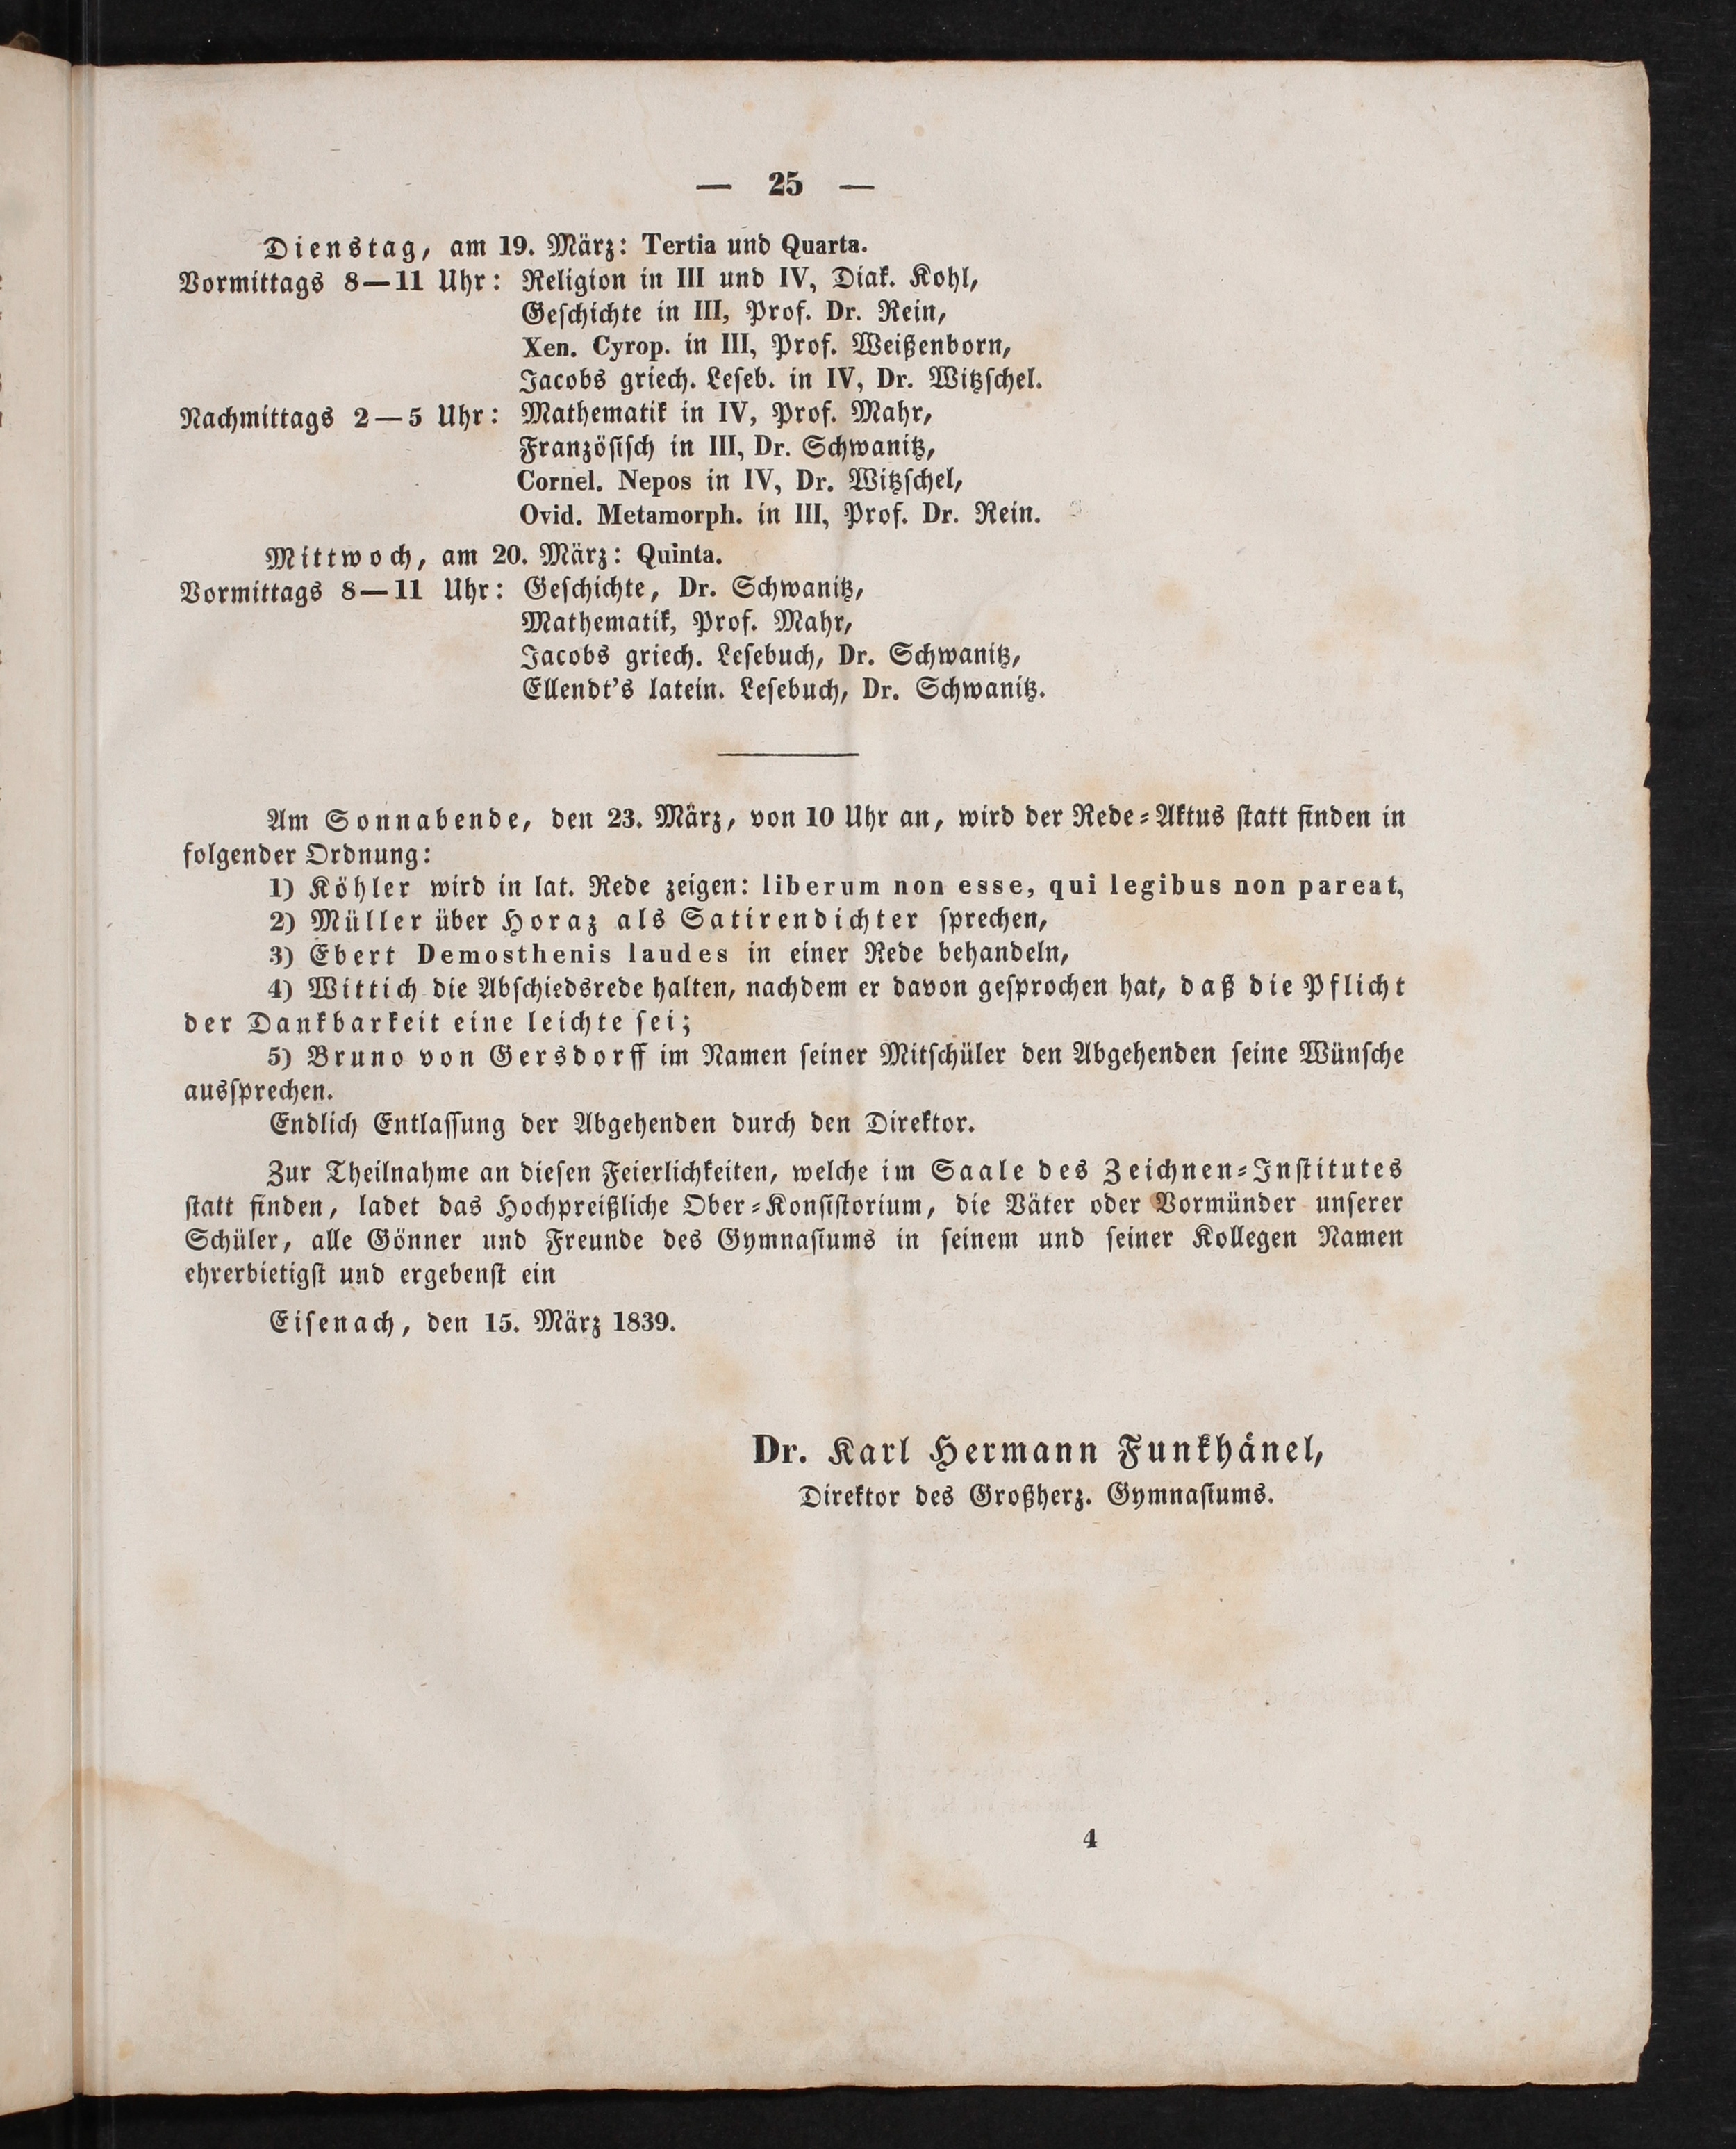 — 25 —
Dienstag, am 19. März: Tertia und Quarta.
Vormittags 8—11 Uhr: Religion in III und IV, Diak. Kohl,
Geſchichte in III, Prof. Dr. Rein,
Xen. Cyrop. in III, Prof. Weißenborn,
Jacobs griech. Leſeb. in IV, Dr. Witzſchel.
Nachmittags 2—5 Uhr: Mathematik in IV, Prof. Mahr,
Franzöſiſch in III, Dr. Schwanitz,
Cornel. Nepos in IV, Dr. Witzſchel,
Ovid. Metamorph. in III, Prof. Dr. Rein.
Mittwoch, am 20. März: Quinta.
Vormittags 8—11 Uhr: Geſchichte, Dr. Schwanitz,
Mathematik, Prof. Mahr,
Jacobs griech. Leſebuch, Dr. Schwanitz,
Ellendt's latein. Leſebuch, Dr. Schwanitz.
Am Sonnabende, den 23. März, von 10 Uhr an, wird der Rede-Aktus ſtatt finden in
folgender Ordnung:
1) Köhler wird in lat. Rede zeigen: liberum non esse, qui legibus non pareat,
2) Müller über Horaz als Satirendichter ſprechen,
3) Ebert Demosthenis laudes in einer Rede behandeln,
4) Wittich die Abſchiedsrede halten, nachdem er davon geſprochen hat, daß die Pflicht
der Dankbarkeit eine leichte ſei;
5) Bruno von Gersdorff im Namen ſeiner Mitſchüler den Abgehenden ſeine Wünſche
ausſprechen.
Endlich Entlaſſung der Abgehenden durch den Direktor.
Zur Theilnahme an dieſen Feierlichkeiten, welche im Saale des Zeichnen-Inſtitutes
ſtatt finden, ladet das Hochpreißliche Ober-Konſiſtorium, die Väter oder Vormünder unſerer
Schüler, alle Gönner und Freunde des Gymnaſiums in ſeinem und ſeiner Kollegen Namen
ehrerbietigſt und ergebenſt ein
Eiſenach, den 15. März 1839.
Dr. Karl Hermann Funkhänel,
Direktor des Großherz. Gymnaſiums.
4